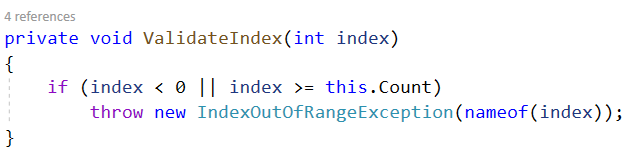 4 references
private void ValidateIndex(int index)
{
    if (index < 0 || index >= this.Count)
        throw new IndexOutOfRangeException(nameof(index));
}